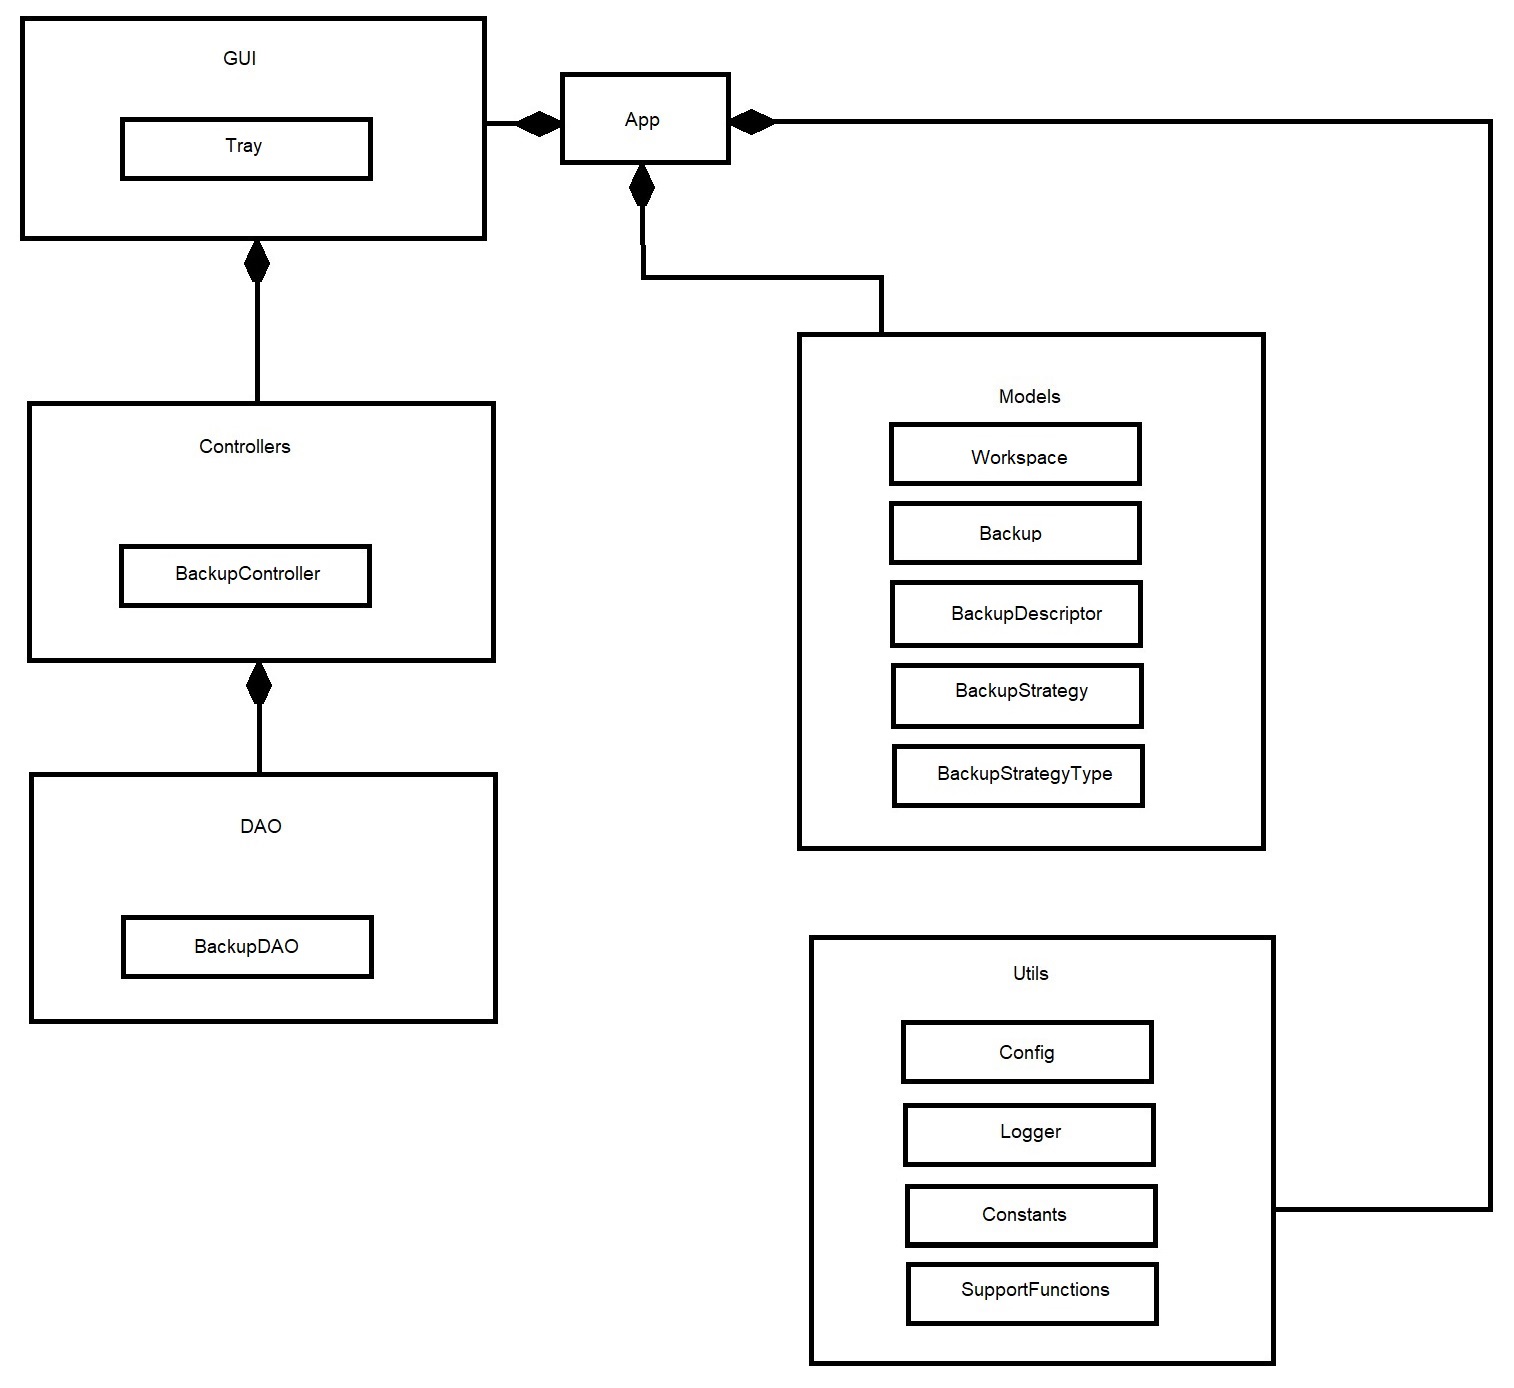 GUI
Tray
App
Controllers
BackupController
DAO
BackupDAO
Models
Workspace
Backup
BackupDescriptor
BackupStrategy
BackupStrategyType
Utils
Config
Logger
Constants
SupportFunctions